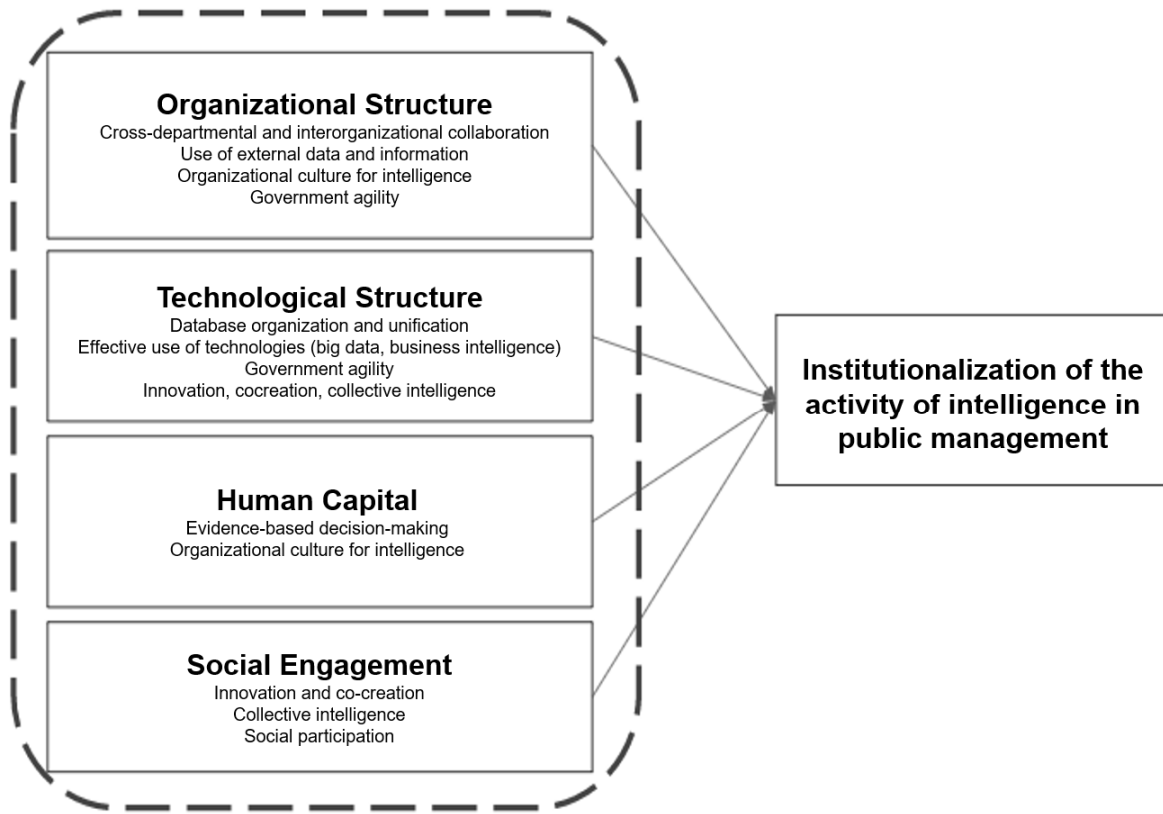 Organizational Structure
Cross-departmental and interorganizational collaboration
Use of external data and information
Organizational culture for intelligence
Government agility
Technological Structure
Database organization and unification
Effective use of technologies (big data, business intelligence)
Government agility
Innovation, cocreation, collective intelligence
Human Capital
Evidence-based decision-making
Organizational culture for intelligence
Social Engagement
Innovation and co-creation
Collective intelligence
Social participation
Institutionalization of the
activity of intelligence in
public management